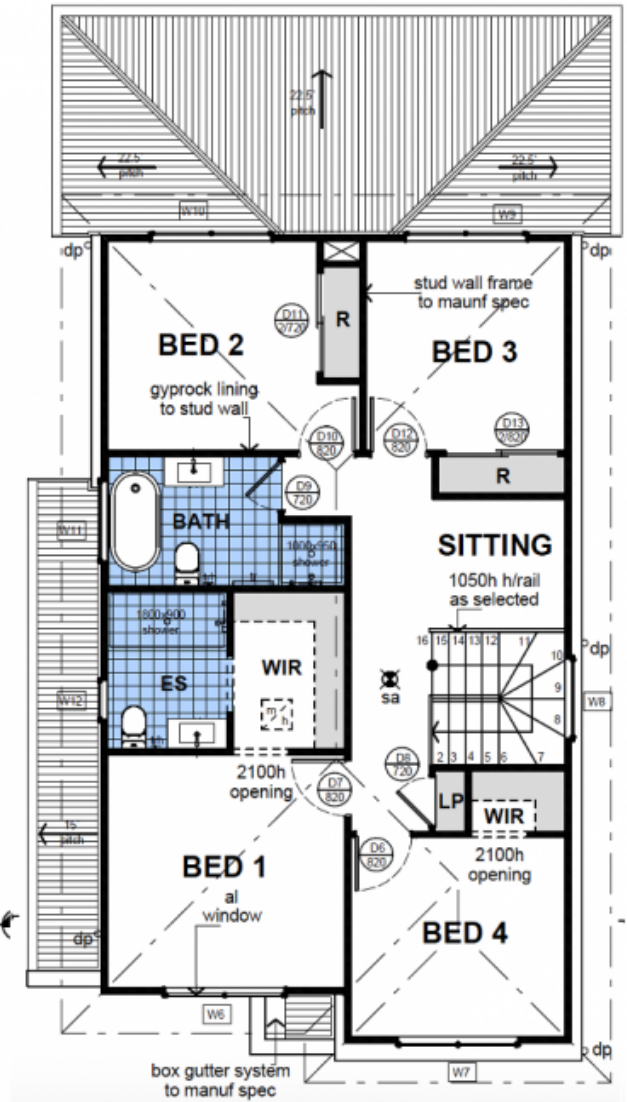 22.5°
pitch
22.5°
pitch
22.5°
pitch
W10
W9
dp
dp
stud wall frame
to maunf spec
D11
2/720
R
BED 2
BED 3
gyprock lining
to stud wall
D10
820
D12
820
D13
2/820
R
D9
720
BATH
W11
1000x950
shower
SITTING
1050h h/rail
as selected
1800x900
shower
16 15 14 13 12 11
10
9
8
7
2 3 4 5 6
dp
W8
WIR
ES
W12
m
h
sa
2100h
opening
D7
820
D8
720
LP
WIR
15
pitch
D6
820
2100h
opening
BED 1
al
window
BED 4
dp
W6
W7
dp
box gutter system
to manuf spec